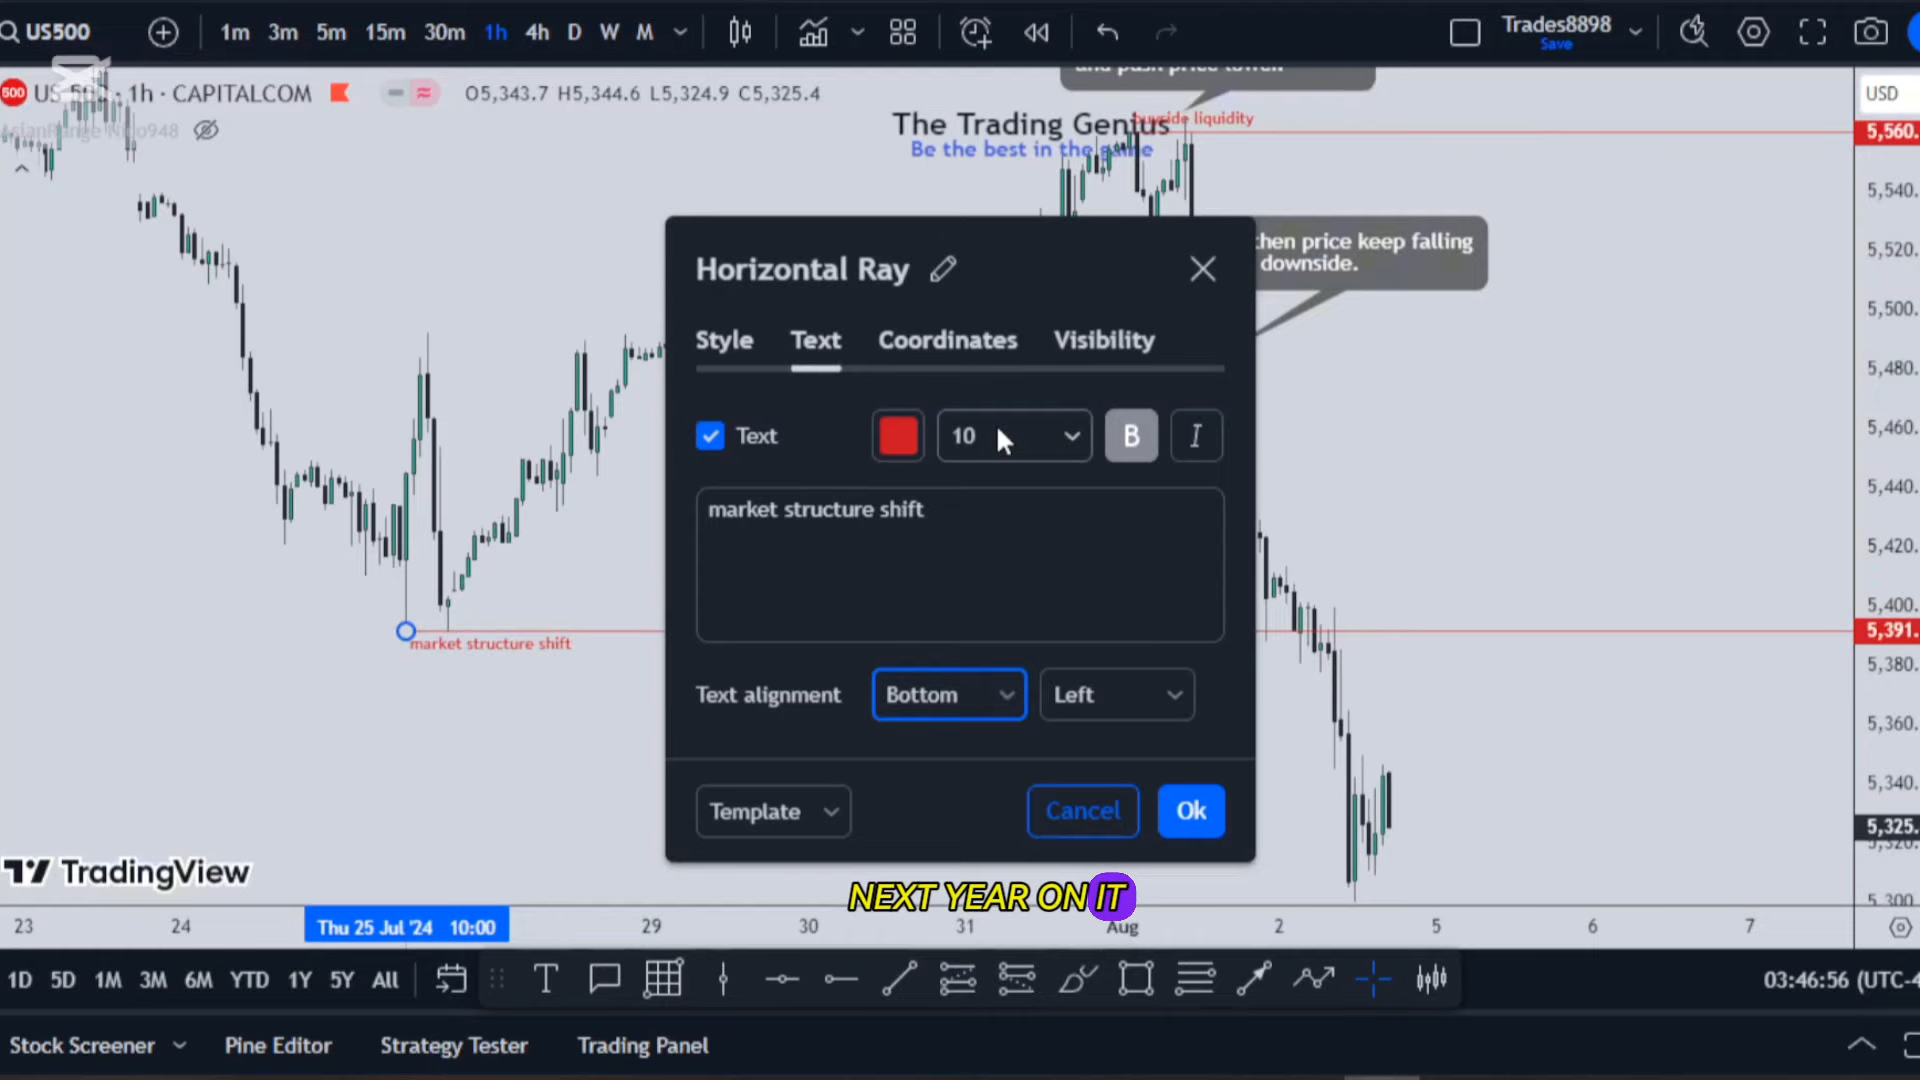 US500
1m 3m 5m 15m 30m 1h 4h D W M
Trades8898
Save
1h · CAPITALCOM O5,343.7 H5,344.6 L5,324.9 C5,325.4
USD
The Trading Genius
Be the best in the game
liquidity
5,560.
5,540.
5,520.
5,500.
5,480.
5,460.
5,440.
5,420.
5,400.
5,391.
5,380.
5,360.
5,340.
5,325.
5,300
then price keep falling
downside.
Horizontal Ray
Style Text Coordinates Visibility
Text 10 B I
market structure shift
Text alignment Bottom Left
Template Cancel Ok
market structure shift
TradingView
NEXT YEAR ON IT
23 24 Thu 25 Jul '24 10:00 29 30 31 Aug 2 5 6 7
1D 5D 1M 3M 6M YTD 1Y 5Y All
03:46:56 (UTC-4
Stock Screener Pine Editor Strategy Tester Trading Panel